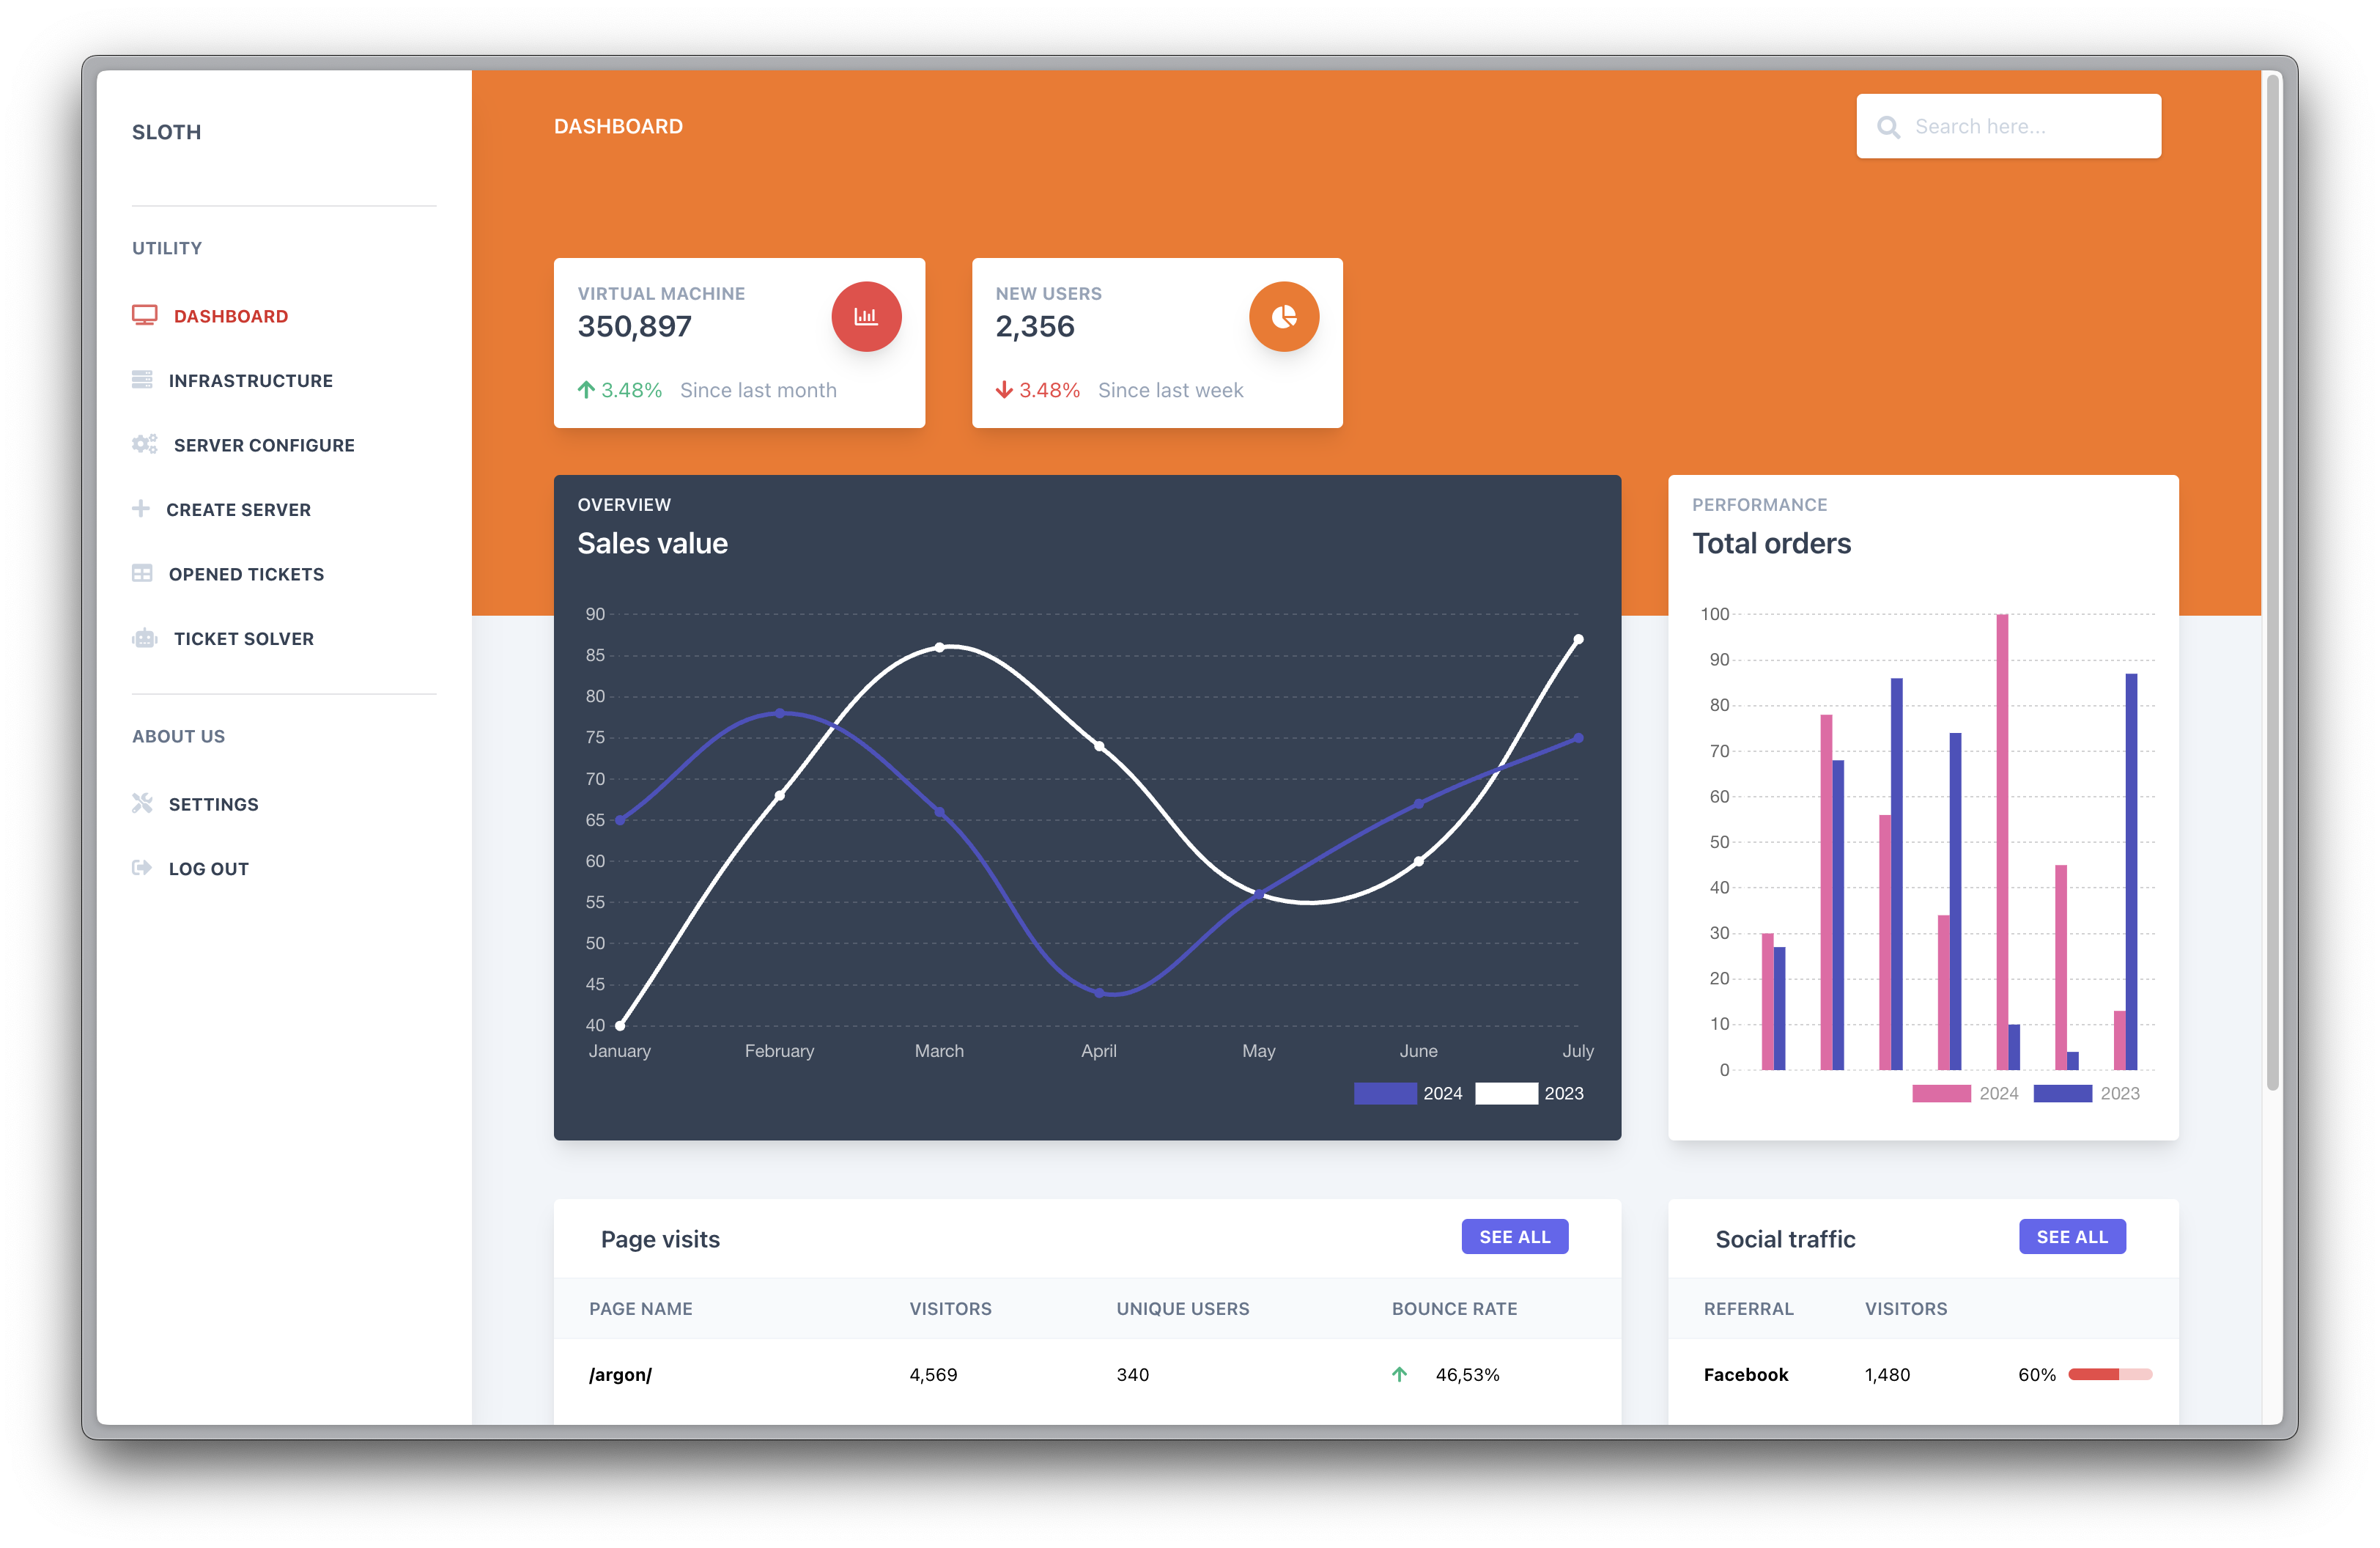 SLOTH
UTILITY
DASHBOARD
INFRASTRUCTURE
SERVER CONFIGURE
CREATE SERVER
OPENED TICKETS
TICKET SOLVER
ABOUT US
SETTINGS
LOG OUT
DASHBOARD
Search here...
VIRTUAL MACHINE
350,897
3.48% Since last month
NEW USERS
2,356
3.48% Since last week
OVERVIEW
Sales value
90
85
80
75
70
65
60
55
50
45
40
January February March April May June July
2024 2023
PERFORMANCE
Total orders
100
90
80
70
60
50
40
30
20
10
0
2024 2023
Page visits SEE ALL
PAGE NAME VISITORS UNIQUE USERS BOUNCE RATE
/argon/ 4,569 340 46,53%
Social traffic SEE ALL
REFERRAL VISITORS
Facebook 1,480 60%